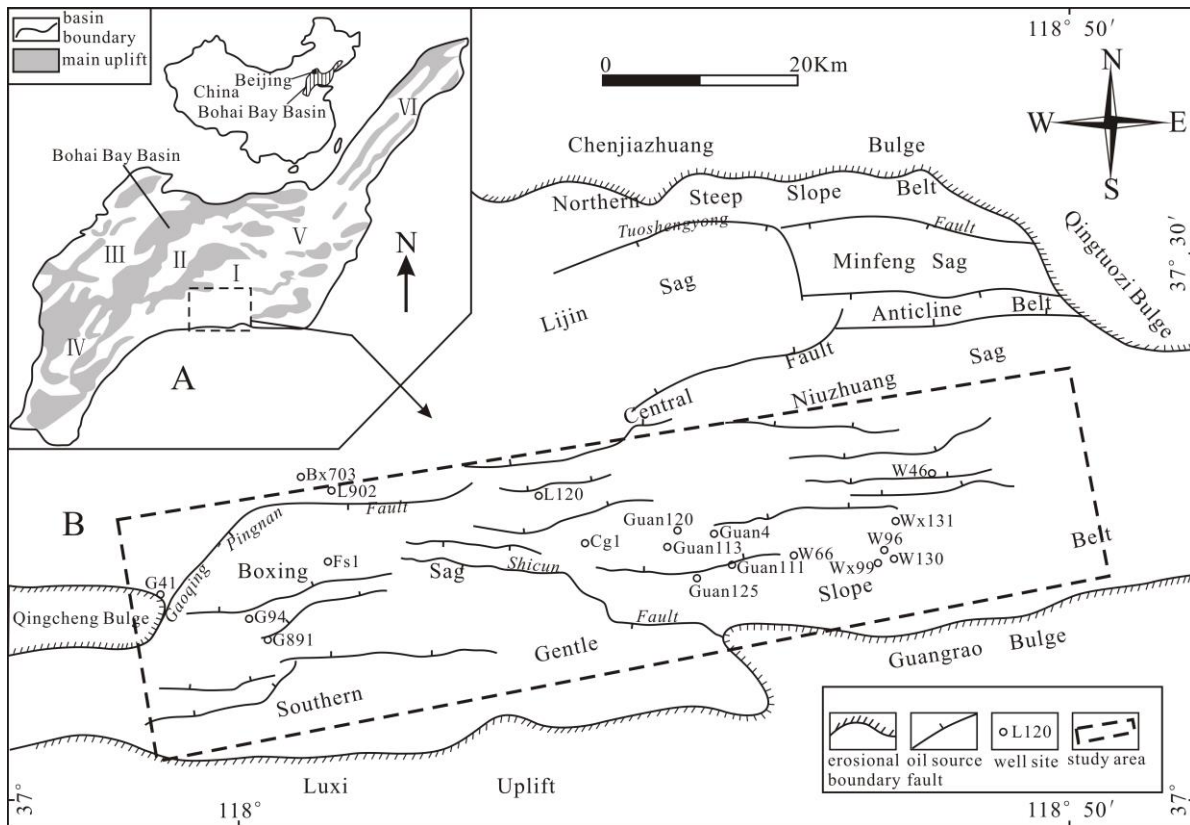 basin
boundary
main uplift
Beijing
China
Bohai Bay Basin
Bohai Bay Basin
I
II
III
IV
V
VI
N
A
118° 50′
0 20Km
N
W E
S
Chenjiazhuang Bulge
Northern Steep Slope Belt
Tuoshengyong Fault
Qingtuozi Bulge
37° 30′
Minfeng Sag
Lijin Sag
Anticline Belt
Central Fault
Niuzhuang Sag
B
Bx703
L902
Gaoqing Pingnan Fault
L120
W46
Guan120
Guan4
Wx131
Cg1
Guan113
W96
Fs1
Guan111
W66
Wx99
W130
Guan125
Boxing Sag
Shicun Fault
G41
Qingcheng Bulge
G94
G891
Southern Gentle Slope Belt
Guangrao Bulge
Luxi Uplift
L120
erosional
boundary
oil source
fault
well site
study area
37°
118°
118° 50′
37°